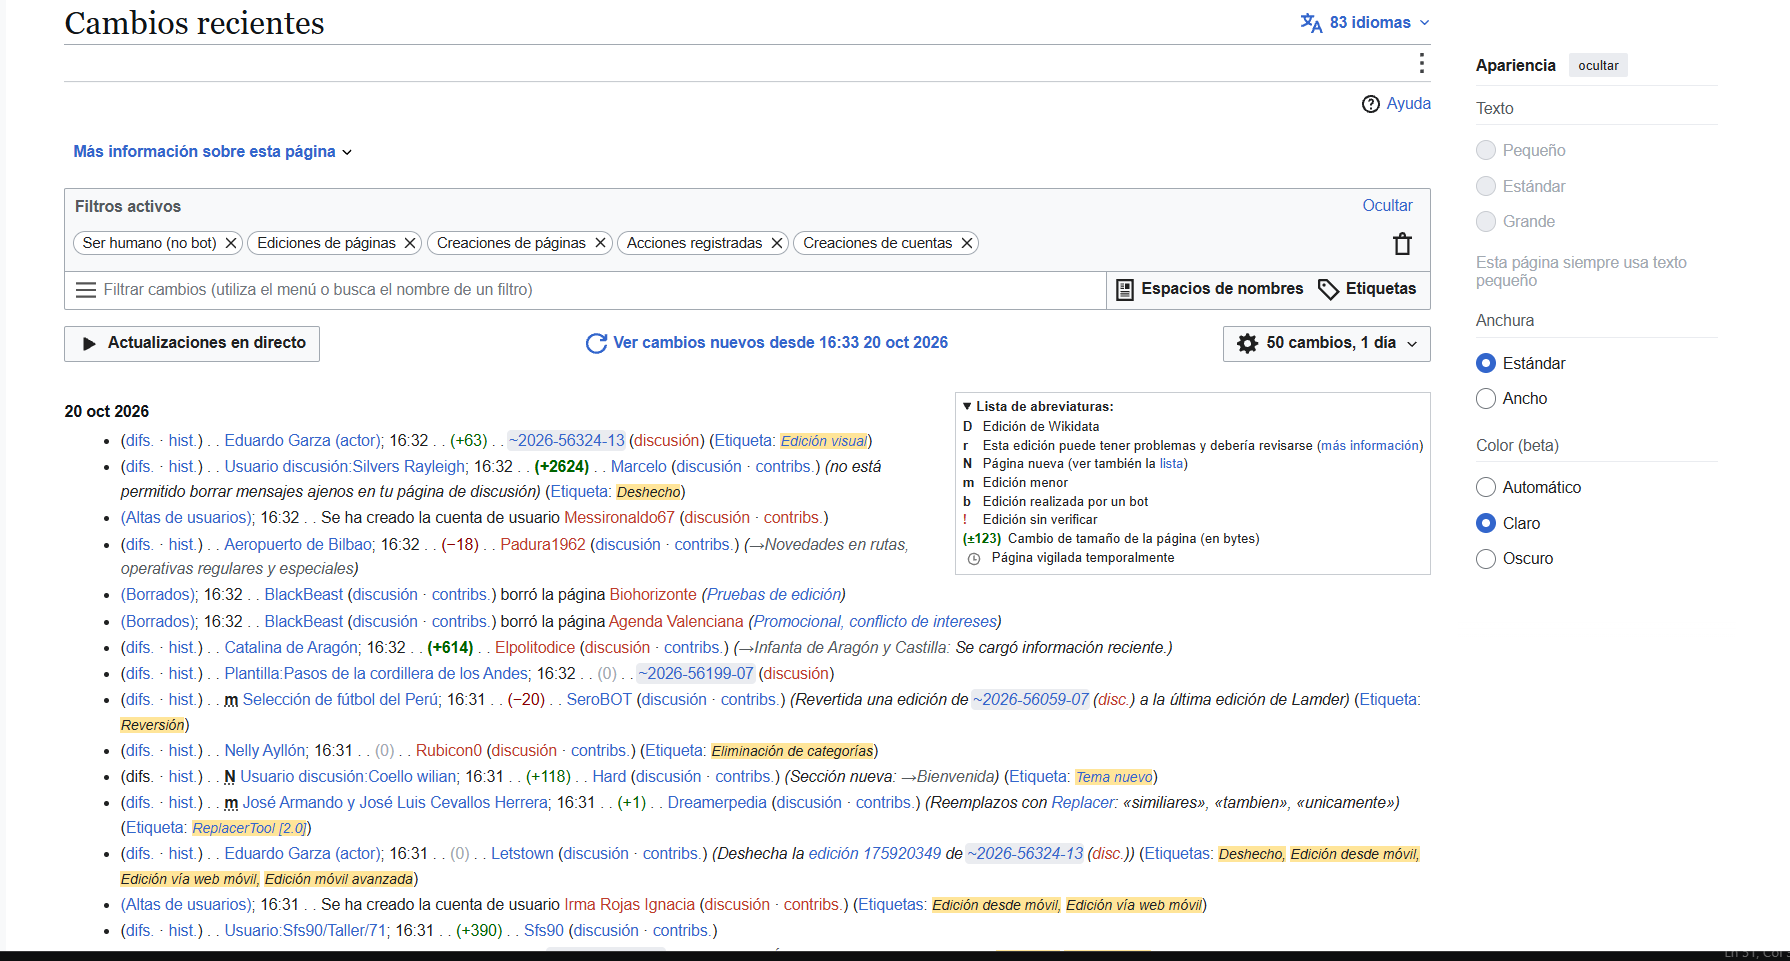 Cambios recientes
83 idiomas
Ayuda
Más información sobre esta página
Filtros activos
Ocultar
Ser humano (no bot) Ediciones de páginas Creaciones de páginas Acciones registradas Creaciones de cuentas
Filtrar cambios (utiliza el menú o busca el nombre de un filtro)
Espacios de nombres Etiquetas
Actualizaciones en directo
Ver cambios nuevos desde 16:33 20 oct 2026
50 cambios, 1 día
20 oct 2026
(difs. · hist.) . . Eduardo Garza (actor); 16:32 . . (+63) . . ~2026-56324-13 (discusión) (Etiqueta: Edición visual)
(difs. · hist.) . . Usuario discusión:Silvers Rayleigh; 16:32 . . (+2624) . . Marcelo (discusión · contribs.) (no está
permitido borrar mensajes ajenos en tu página de discusión) (Etiqueta: Deshecho)
(Altas de usuarios); 16:32 . . Se ha creado la cuenta de usuario Messironaldo67 (discusión · contribs.)
(difs. · hist.) . . Aeropuerto de Bilbao; 16:32 . . (−18) . . Padura1962 (discusión · contribs.) (→Novedades en rutas,
operativas regulares y especiales)
(Borrados); 16:32 . . BlackBeast (discusión · contribs.) borró la página Biohorizonte (Pruebas de edición)
(Borrados); 16:32 . . BlackBeast (discusión · contribs.) borró la página Agenda Valenciana (Promocional, conflicto de intereses)
(difs. · hist.) . . Catalina de Aragón; 16:32 . . (+614) . . Elpolitodice (discusión · contribs.) (→Infanta de Aragón y Castilla: Se cargó información reciente.)
(difs. · hist.) . . Plantilla:Pasos de la cordillera de los Andes; 16:32 . . (0) . . ~2026-56199-07 (discusión)
(difs. · hist.) . . m Selección de fútbol del Perú; 16:31 . . (−20) . . SeroBOT (discusión · contribs.) (Revertida una edición de ~2026-56059-07 (disc.) a la última edición de Lamder) (Etiqueta:
Reversión)
(difs. · hist.) . . Nelly Ayllón; 16:31 . . (0) . . Rubicon0 (discusión · contribs.) (Etiqueta: Eliminación de categorías)
(difs. · hist.) . . N Usuario discusión:Coello wilian; 16:31 . . (+118) . . Hard (discusión · contribs.) (Sección nueva: →Bienvenida) (Etiqueta: Tema nuevo)
(difs. · hist.) . . m José Armando y José Luis Cevallos Herrera; 16:31 . . (+1) . . Dreamerpedia (discusión · contribs.) (Reemplazos con Replacer: «similiares», «tambien», «unicamente»)
(Etiqueta: ReplacerTool [2.0])
(difs. · hist.) . . Eduardo Garza (actor); 16:31 . . (0) . . Letstown (discusión · contribs.) (Deshecha la edición 175920349 de ~2026-56324-13 (disc.)) (Etiquetas: Deshecho, Edición desde móvil,
Edición vía web móvil, Edición móvil avanzada)
(Altas de usuarios); 16:31 . . Se ha creado la cuenta de usuario Irma Rojas Ignacia (discusión · contribs.) (Etiquetas: Edición desde móvil, Edición vía web móvil)
(difs. · hist.) . . Usuario:Sfs90/Taller/71; 16:31 . . (+390) . . Sfs90 (discusión · contribs.)
Lista de abreviaturas:
D Edición de Wikidata
r Esta edición puede tener problemas y debería revisarse (más información)
N Página nueva (ver también la lista)
m Edición menor
b Edición realizada por un bot
! Edición sin verificar
(±123) Cambio de tamaño de la página (en bytes)
Página vigilada temporalmente
Apariencia ocultar
Texto
Pequeño
Estándar
Grande
Esta página siempre usa texto
pequeño
Anchura
Estándar
Ancho
Color (beta)
Automático
Claro
Oscuro